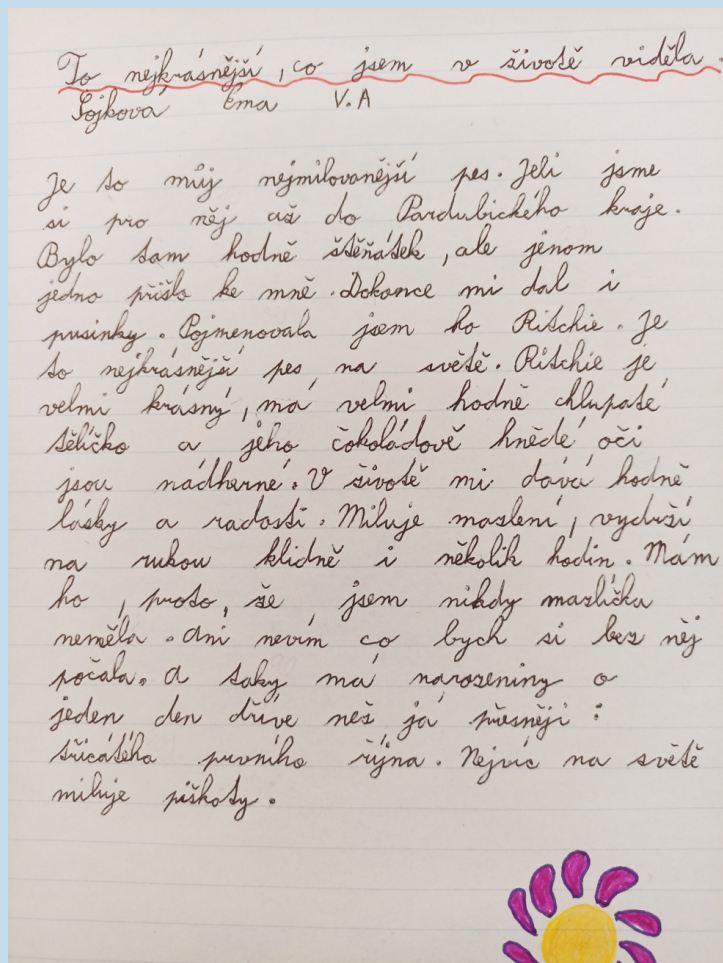 To nejkrásnější, co jsem v životě viděla.
Sojková Ema V.A
Je to můj nejmilovanější pes. Jeli jsme
si pro něj až do Pardubického kraje.
Bylo tam hodně štěňátek, ale jenom
jedno přišlo ke mně. Dokonce mi dal i
pusinky. Pojmenovala jsem ho Ritchie. Je
to nejkrásnější pes na světě. Ritchie je
velmi krásný, má velmi hodně chlupaté
tělíčko a jeho čokoládově hnědé oči
jsou nádherné. V životě mi dává hodně
lásky a radosti. Miluje mazlení, vydrží
na rukou klidně i několik hodin. Mám
ho, proto, že jsem nikdy mazlíčka
neměla. Ani nevím co bych si bez něj
počala. A taky má narozeniny o
jeden den dříve než já přesněji:
třicátého prvního října. Nejvíc na světě
miluje piškoty.